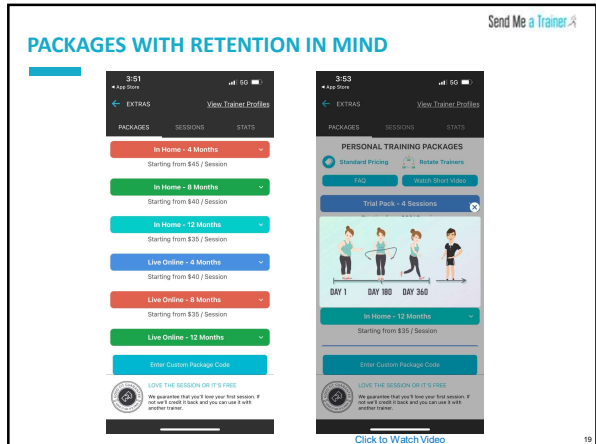 Send Me a Trainer
PACKAGES WITH RETENTION IN MIND
3:51
5G
App Store
EXTRAS
View Trainer Profiles
PACKAGES
SESSIONS
STATS
In Home - 4 Months
Starting from $45 / Session
In Home - 8 Months
Starting from $40 / Session
In Home - 12 Months
Starting from $35 / Session
Live Online - 4 Months
Starting from $40 / Session
Live Online - 8 Months
Starting from $35 / Session
Live Online - 12 Months
Enter Custom Package Code
LOVE THE SESSION OR IT'S FREE
We guarantee that you'll love your first session. If
not we'll credit it back and you can use it with
another trainer.
3:53
5G
App Store
EXTRAS
View Trainer Profiles
PACKAGES
SESSIONS
STATS
PERSONAL TRAINING PACKAGES
Standard Pricing
Rotate Trainers
FAQ
Watch Short Video
Trial Pack - 4 Sessions
DAY 1
DAY 180
DAY 360
In Home - 12 Months
Starting from $35 / Session
Enter Custom Package Code
LOVE THE SESSION OR IT'S FREE
We guarantee that you'll love your first session. If
not we'll credit it back and you can use it with
another trainer.
Click to Watch Video
19